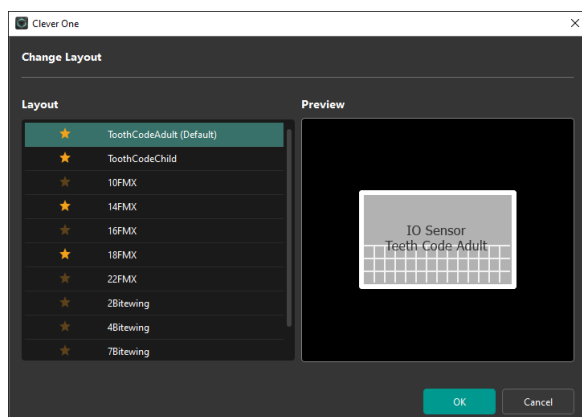 Clever One
Change Layout
Layout
ToothCodeAdult (Default)
ToothCodeChild
10FMX
14FMX
16FMX
18FMX
22FMX
2Bitewing
4Bitewing
7Bitewing
Preview
IO Sensor
Teeth Code Adult
OK
Cancel